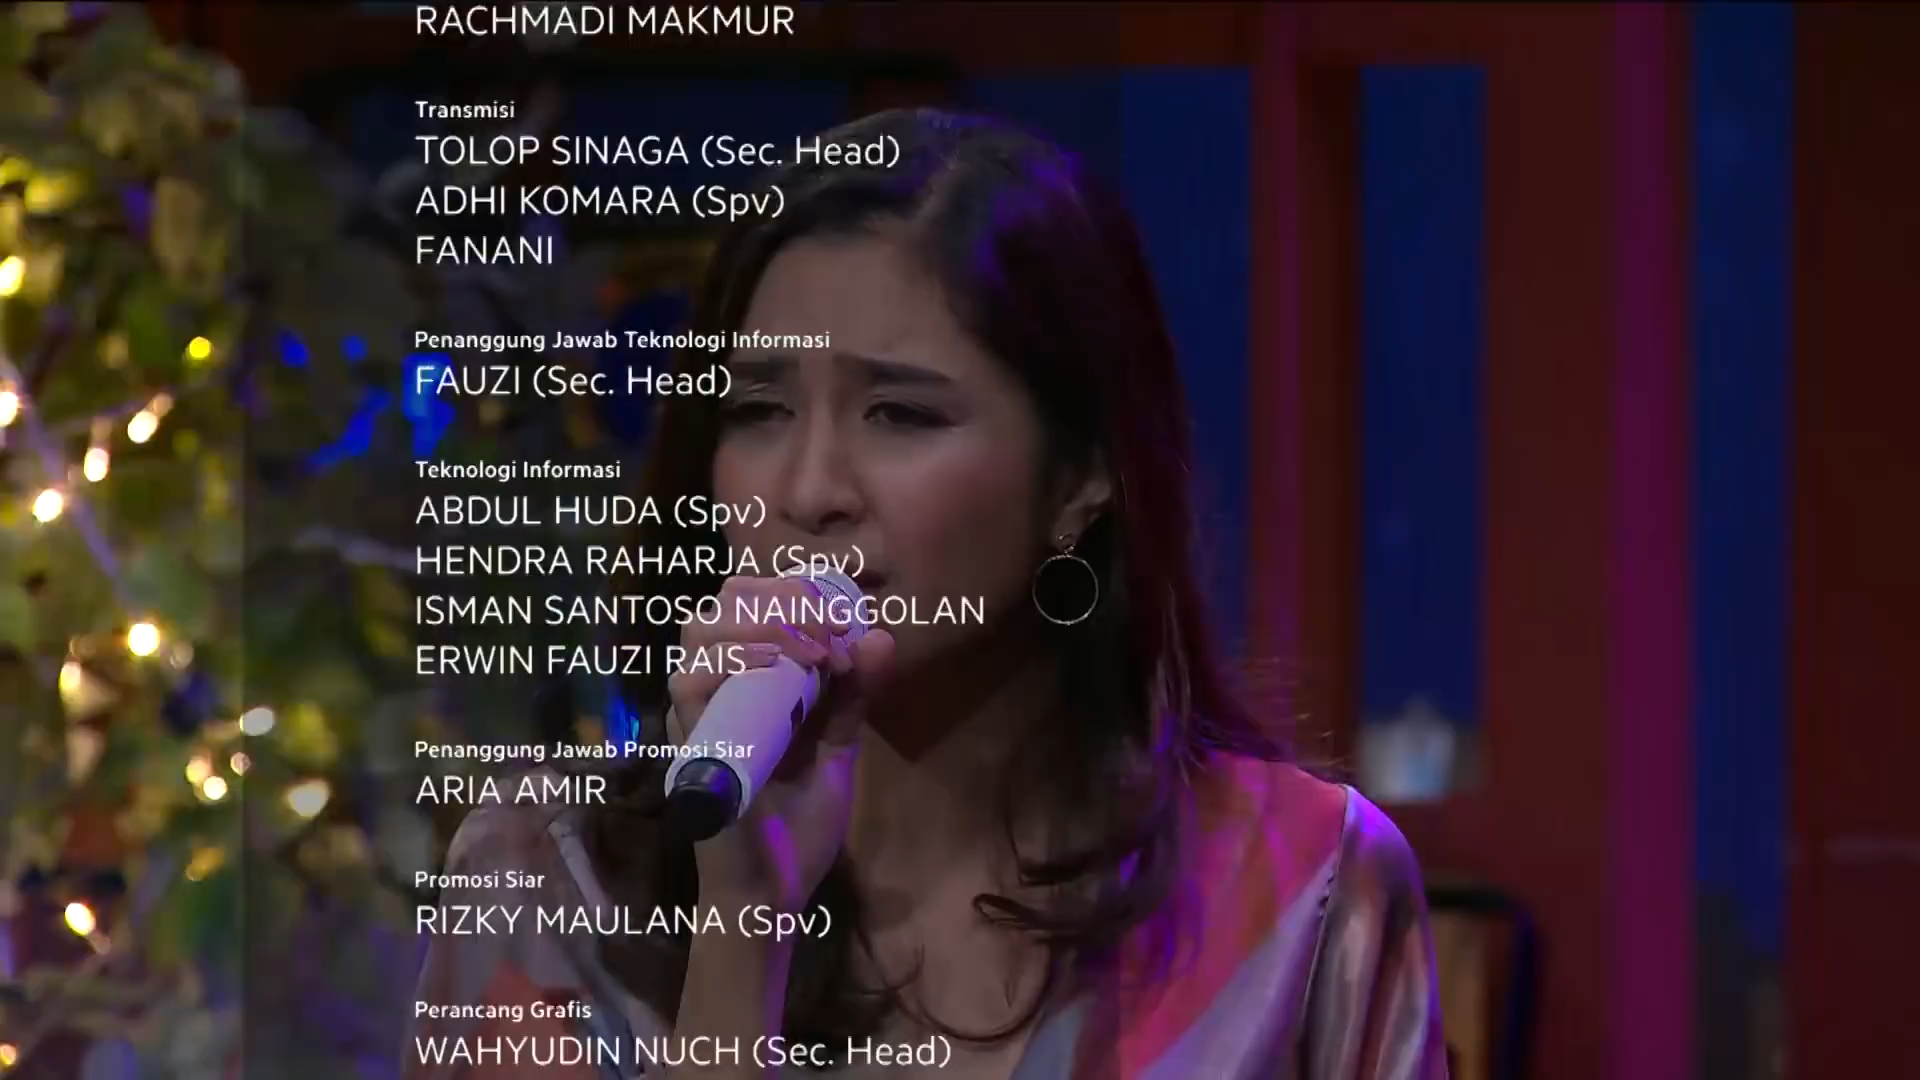 RACHMADI MAKMUR
Transmisi
TOLOP SINAGA (Sec. Head)
ADHI KOMARA (Spv)
FANANI
Penanggung Jawab Teknologi Informasi
FAUZI (Sec. Head)
Teknologi Informasi
ABDUL HUDA (Spv)
HENDRA RAHARJA (Spv)
ISMAN SANTOSO NAINGGOLAN
ERWIN FAUZI RAIS
Penanggung Jawab Promosi Siar
ARIA AMIR
Promosi Siar
RIZKY MAULANA (Spv)
Perancang Grafis
WAHYUDIN NUCH (Sec. Head)